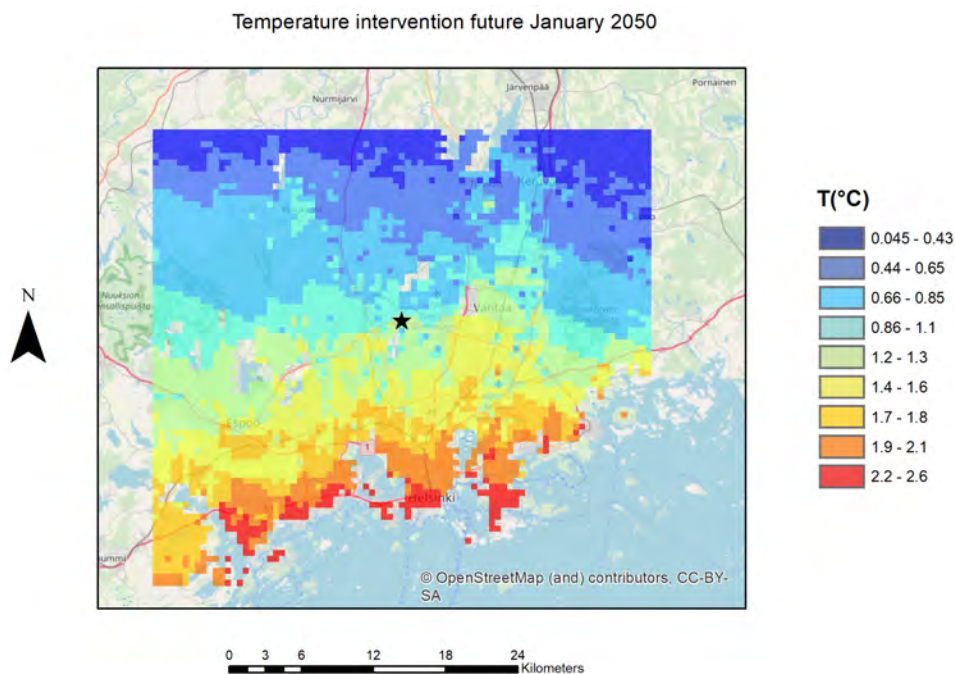 Temperature intervention future January 2050
Nurmijärvi
Järvenpää
Pornainen
Nuuksion
Vantaa
Espoo
1
Helsinki
© OpenStreetMap (and) contributors, CC-BY-
SA
N
T(°C)
0.045 - 0.43
0.44 - 0.65
0.66 - 0.85
0.86 - 1.1
1.2 - 1.3
1.4 - 1.6
1.7 - 1.8
1.9 - 2.1
2.2 - 2.6
0 3 6 12 18 24
Kilometers